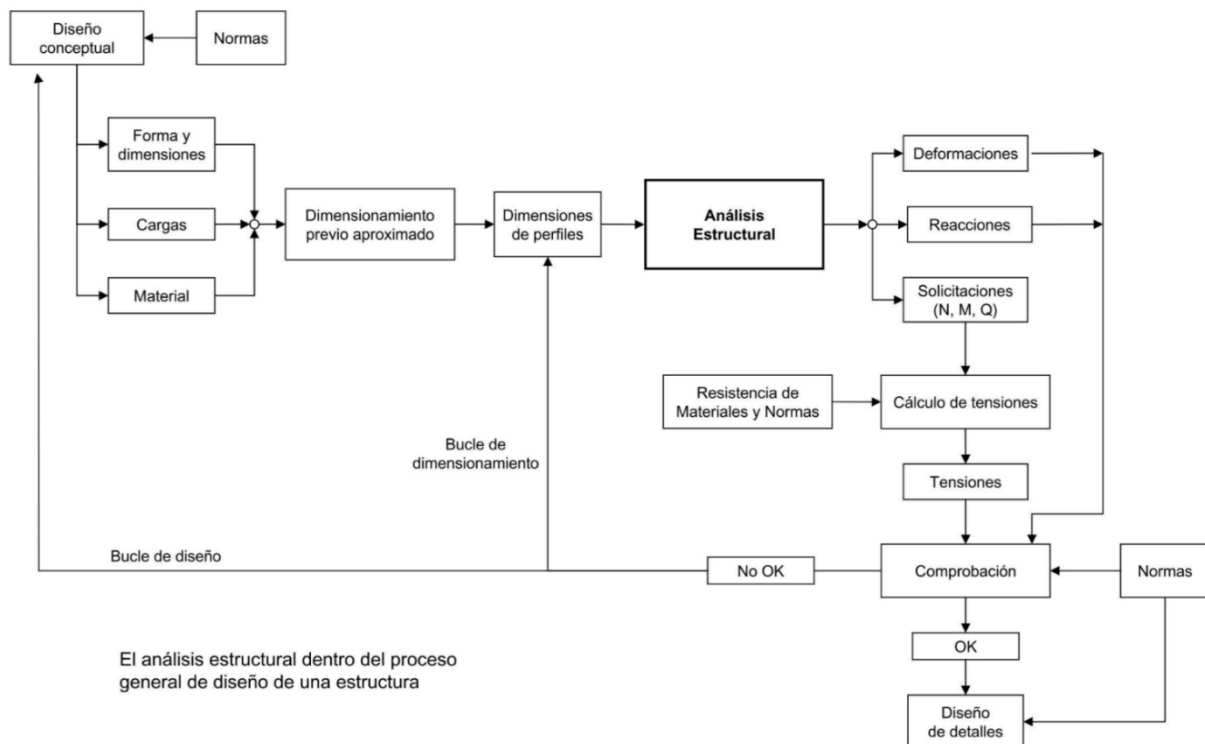 Diseño
conceptual
Normas
Forma y
dimensiones
Cargas
Material
Dimensionamiento
previo aproximado
Dimensiones
de perfiles
Análisis
Estructural
Deformaciones
Reacciones
Solicitaciones
(N, M, Q)
Resistencia de
Materiales y Normas
Cálculo de tensiones
Bucle de
dimensionamiento
Tensiones
Bucle de diseño
No OK
Comprobación
Normas
OK
Diseño
de detalles
El análisis estructural dentro del proceso
general de diseño de una estructura